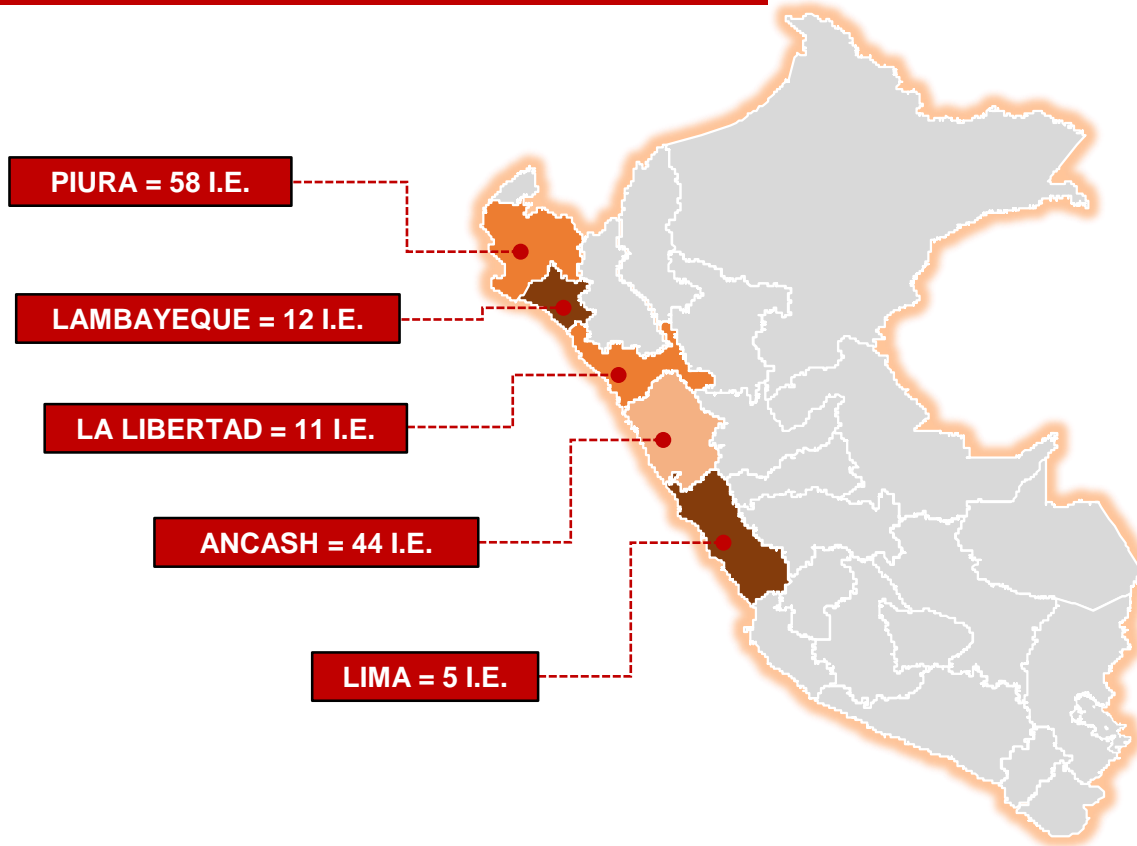 PIURA = 58 I.E.
LAMBAYEQUE = 12 I.E.
LA LIBERTAD = 11 I.E.
ANCASH = 44 I.E.
LIMA = 5 I.E.